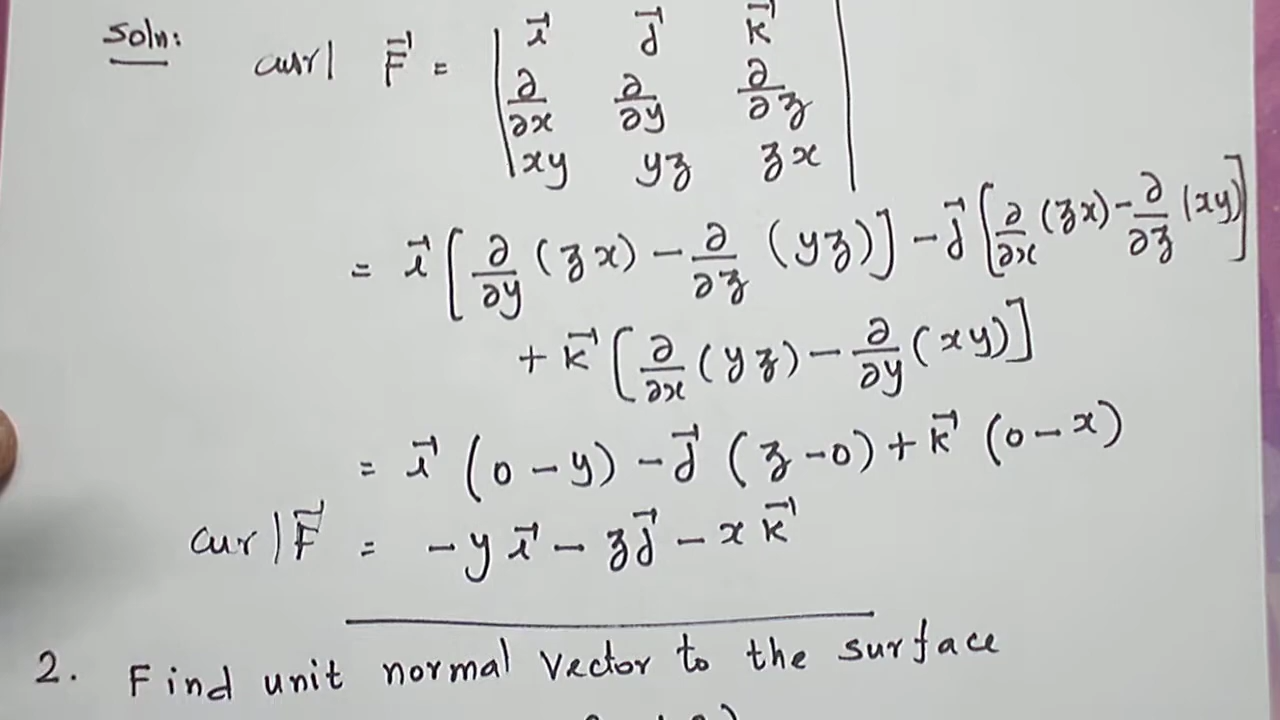 Soln:
curl F⃗ = | i⃗ j⃗ k⃗ |
| ∂/∂x ∂/∂y ∂/∂z |
| xy yz zx |
= i⃗ [ ∂/∂y (zx) - ∂/∂z (yz) ] - j⃗ [ ∂/∂x (zx) - ∂/∂z (xy) ]
+ k⃗ [ ∂/∂x (yz) - ∂/∂y (xy) ]
= i⃗ (0 - y) - j⃗ (z - 0) + k⃗ (0 - x)
curl F⃗ = -y i⃗ - z j⃗ - x k⃗
2. Find unit normal vector to the surface